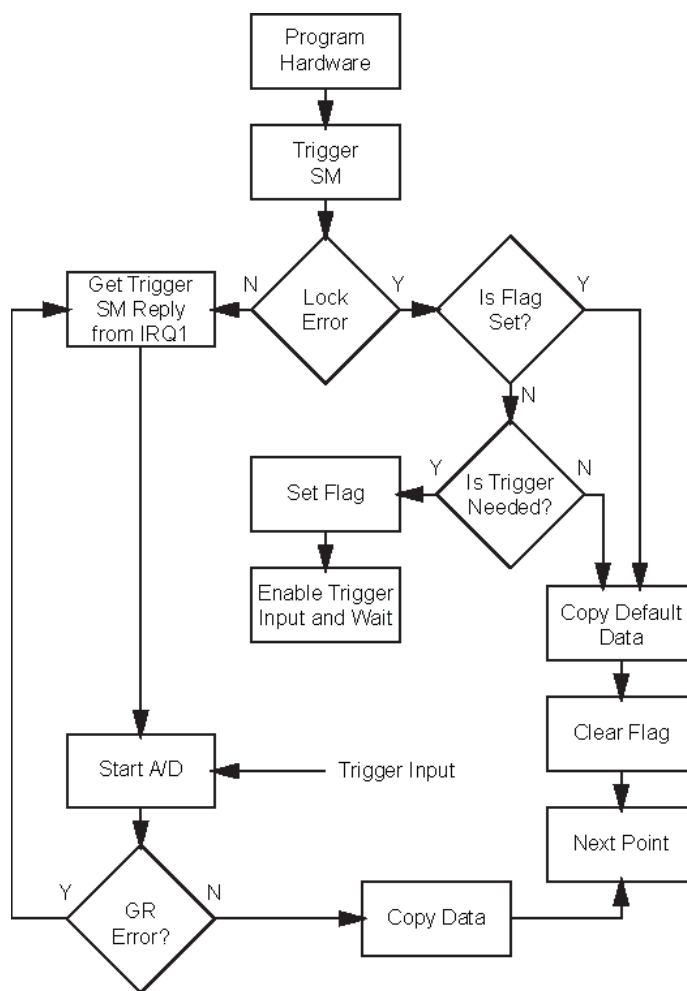 Program
Hardware
Trigger
SM
Get Trigger
SM Reply
from IRQ1
N
Lock
Error
Y
Is Flag
Set?
Y
N
Set Flag
Y
Is Trigger
Needed?
N
Enable Trigger
Input and Wait
Copy Default
Data
Clear Flag
Start A/D
Trigger Input
Next Point
Y
GR
Error?
N
Copy Data